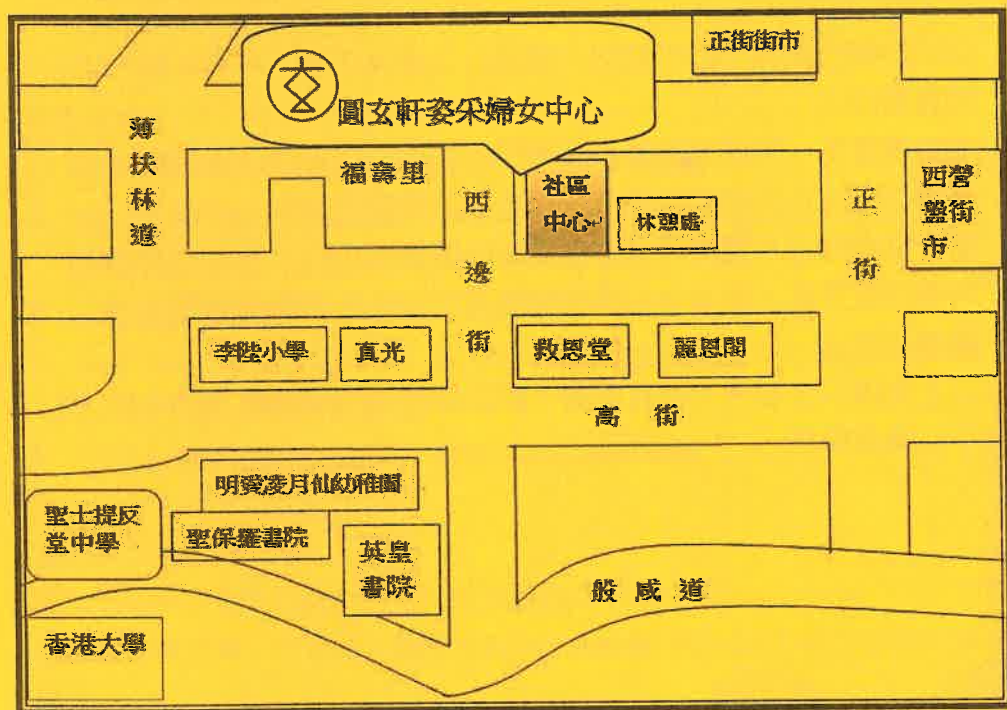 正街街市
玄
圓玄軒姿采婦女中心
薄扶林道
福壽里
西邊街
社區
中心
休憩處
正街
西營
盤街
市
李陞小學
真光
救恩堂
麗恩閣
高街
明愛凌月仙幼稚園
聖士提反
堂中學
聖保羅書院
英皇
書院
般咸道
香港大學